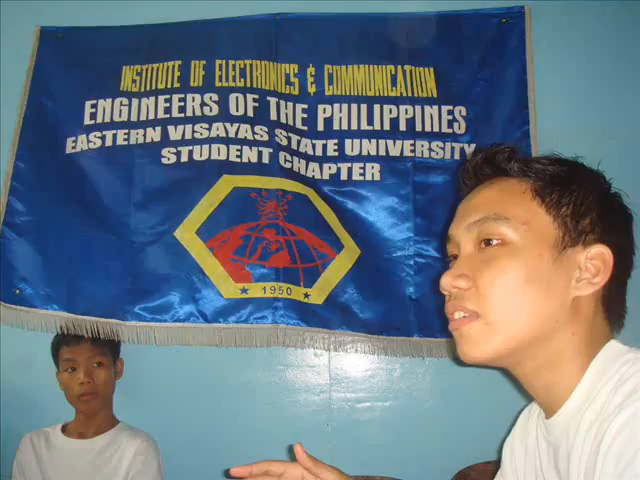 INSTITUTE OF ELECTRONICS & COMMUNICATION
ENGINEERS OF THE PHILIPPINES
EASTERN VISAYAS STATE UNIVERSITY
STUDENT CHAPTER
1950